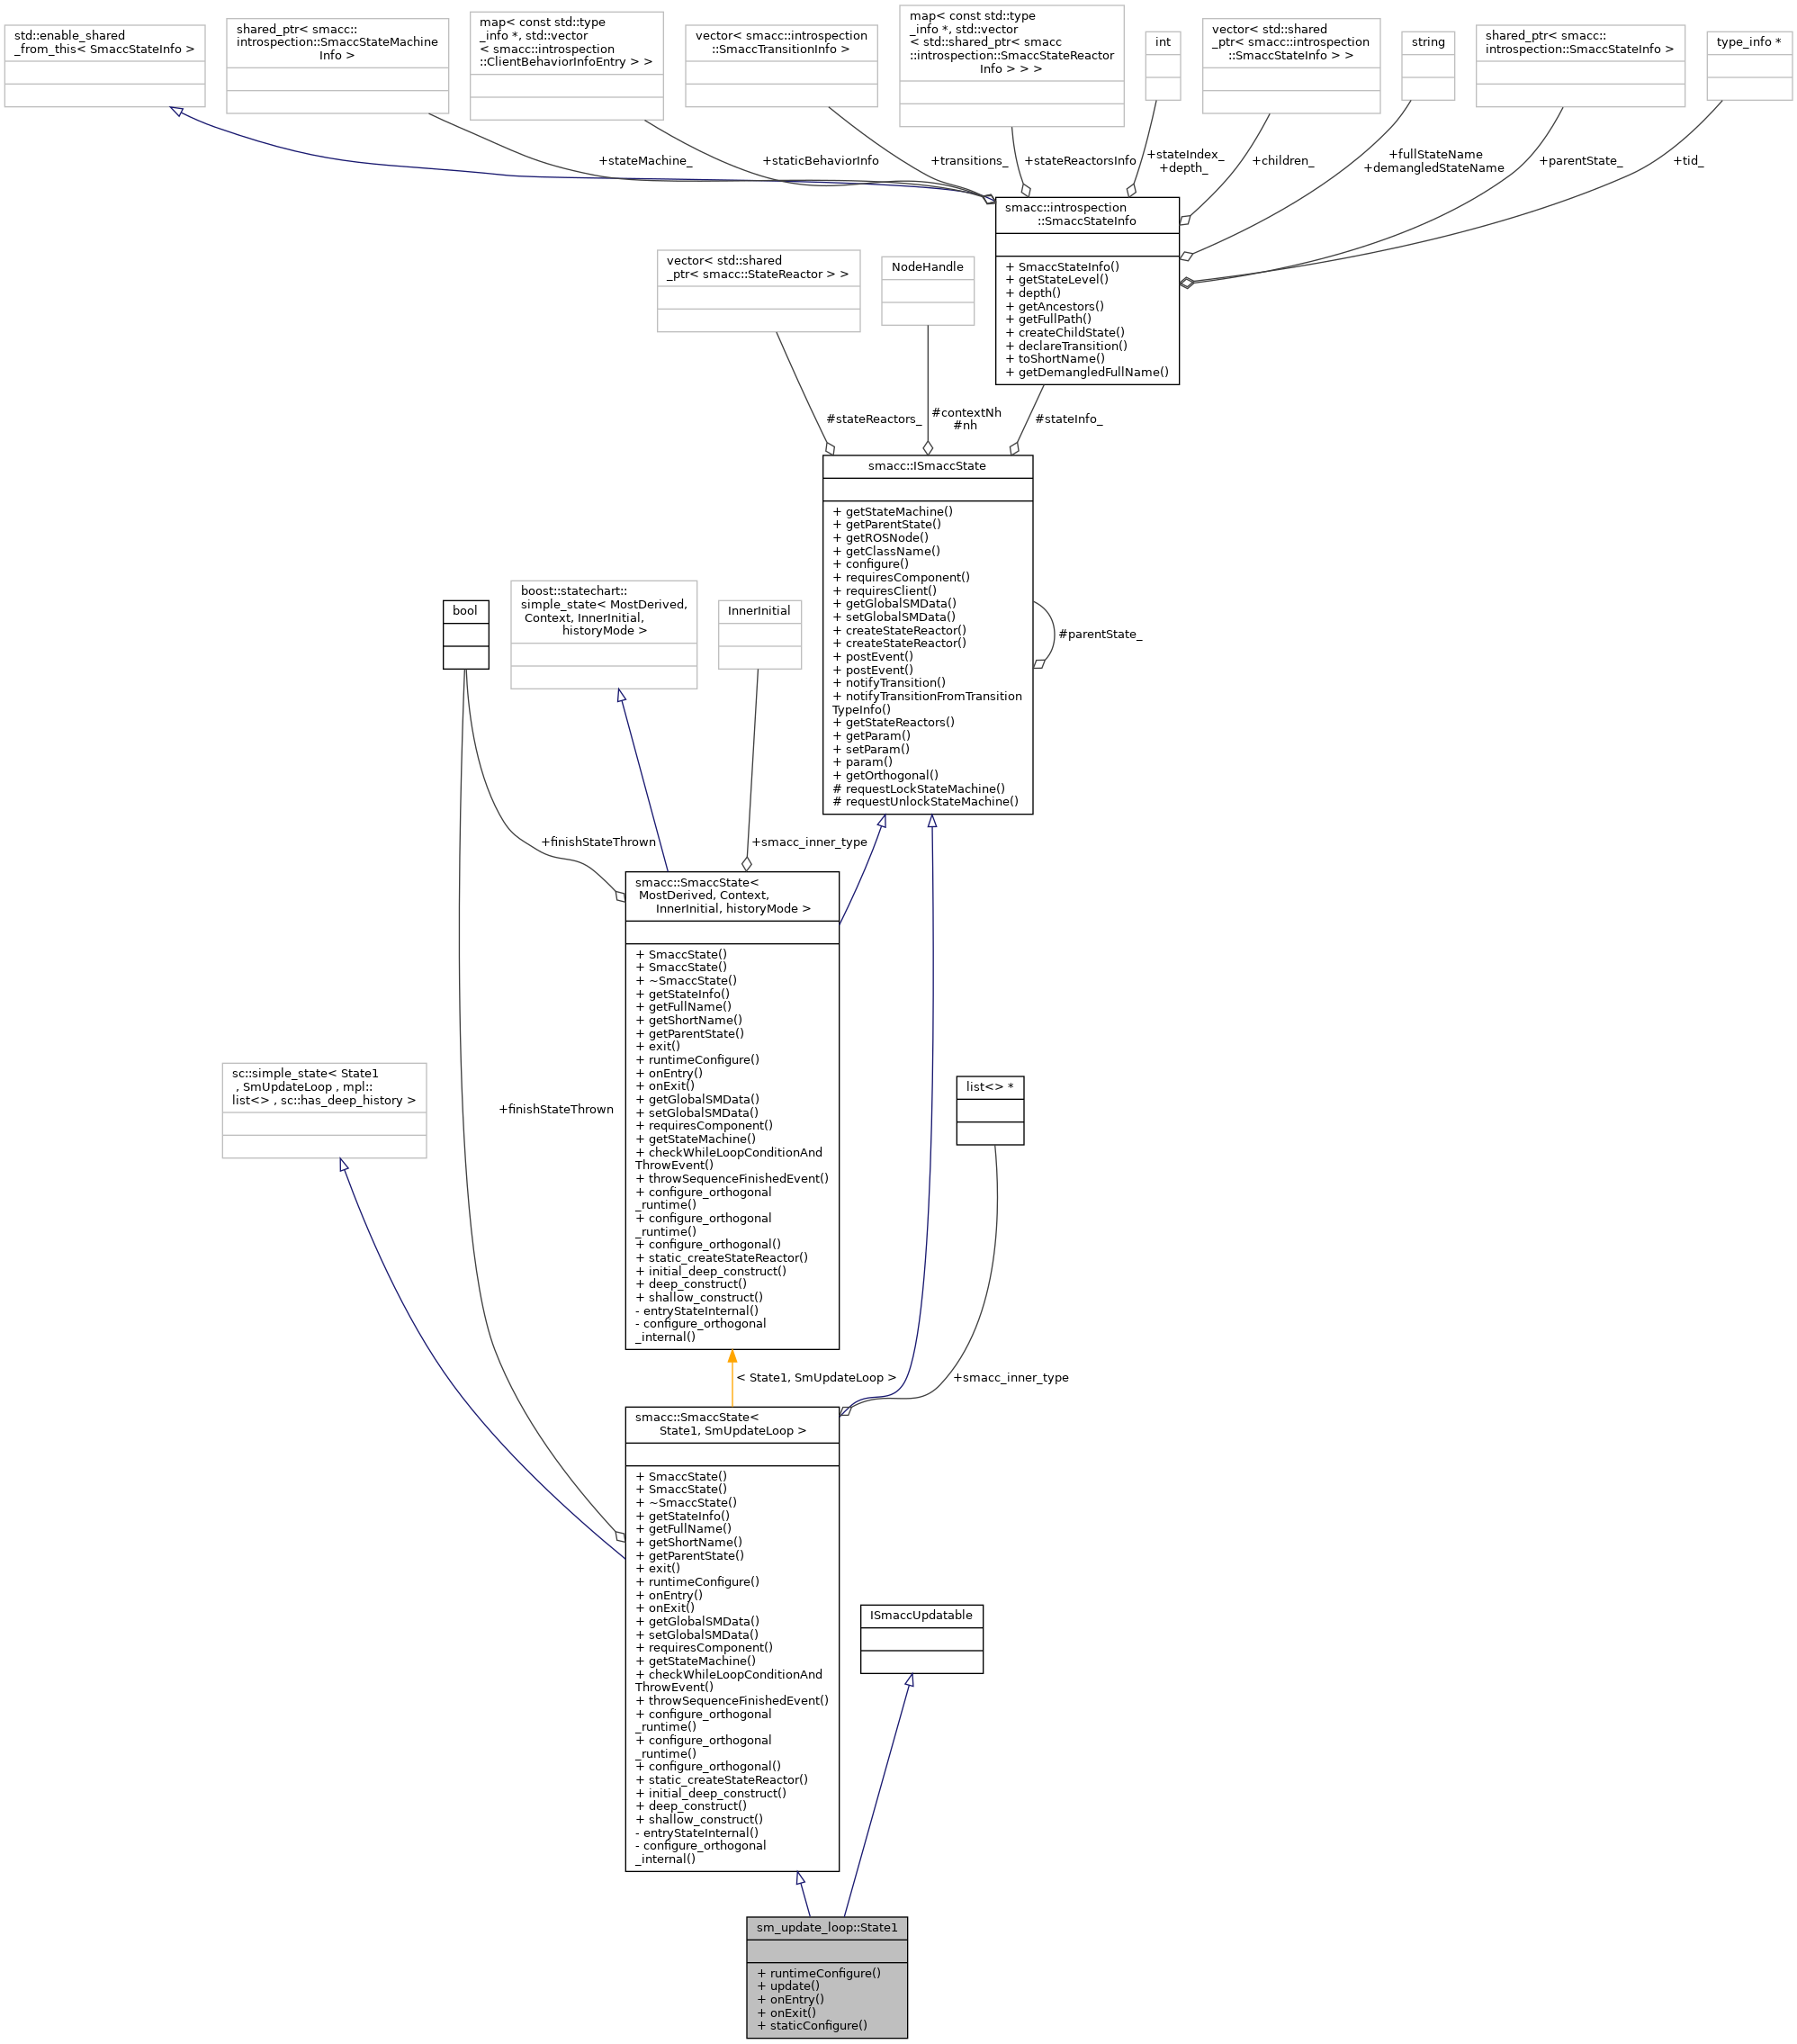 std::enable_shared
_from_this< SmaccStateInfo >
shared_ptr< smacc::
introspection::SmaccStateMachine
Info >
map< const std::type
_info *, std::vector
< smacc::introspection
::ClientBehaviorInfoEntry > >
vector< smacc::introspection
::SmaccTransitionInfo >
map< const std::type
_info *, std::vector
< std::shared_ptr< smacc
::introspection::SmaccStateReactor
Info > > >
int
vector< std::shared
_ptr< smacc::introspection
::SmaccStateInfo > >
string
shared_ptr< smacc::
introspection::SmaccStateInfo >
type_info *
+stateMachine_
+staticBehaviorInfo
+transitions_
+stateReactorsInfo
+stateIndex_
+depth_
+children_
+fullStateName
+demangledStateName
+parentState_
+tid_
smacc::introspection
::SmaccStateInfo
+ SmaccStateInfo()
+ getStateLevel()
+ depth()
+ getAncestors()
+ getFullPath()
+ createChildState()
+ declareTransition()
+ toShortName()
+ getDemangledFullName()
vector< std::shared
_ptr< smacc::StateReactor > >
NodeHandle
#stateReactors_
#contextNh
#nh
#stateInfo_
smacc::ISmaccState
+ getStateMachine()
+ getParentState()
+ getROSNode()
+ getClassName()
+ configure()
+ requiresComponent()
+ requiresClient()
+ getGlobalSMData()
+ setGlobalSMData()
+ createStateReactor()
+ createStateReactor()
+ postEvent()
+ postEvent()
+ notifyTransition()
+ notifyTransitionFromTransition
TypeInfo()
+ getStateReactors()
+ getParam()
+ setParam()
+ param()
+ getOrthogonal()
# requestLockStateMachine()
# requestUnlockStateMachine()
#parentState_
bool
boost::statechart::
simple_state< MostDerived,
Context, InnerInitial,
historyMode >
InnerInitial
+finishStateThrown
+smacc_inner_type
smacc::SmaccState<
MostDerived, Context,
InnerInitial, historyMode >
+ SmaccState()
+ SmaccState()
+ ~SmaccState()
+ getStateInfo()
+ getFullName()
+ getShortName()
+ getParentState()
+ exit()
+ runtimeConfigure()
+ onEntry()
+ onExit()
+ getGlobalSMData()
+ setGlobalSMData()
+ requiresComponent()
+ getStateMachine()
+ checkWhileLoopConditionAnd
ThrowEvent()
+ throwSequenceFinishedEvent()
+ configure_orthogonal
_runtime()
+ configure_orthogonal
_runtime()
+ configure_orthogonal()
+ static_createStateReactor()
+ initial_deep_construct()
+ deep_construct()
+ shallow_construct()
- entryStateInternal()
- configure_orthogonal
_internal()
sc::simple_state< State1
, SmUpdateLoop , mpl::
list<> , sc::has_deep_history >
+finishStateThrown
list<> *
< State1, SmUpdateLoop >
+smacc_inner_type
smacc::SmaccState<
State1, SmUpdateLoop >
+ SmaccState()
+ SmaccState()
+ ~SmaccState()
+ getStateInfo()
+ getFullName()
+ getShortName()
+ getParentState()
+ exit()
+ runtimeConfigure()
+ onEntry()
+ onExit()
+ getGlobalSMData()
+ setGlobalSMData()
+ requiresComponent()
+ getStateMachine()
+ checkWhileLoopConditionAnd
ThrowEvent()
+ throwSequenceFinishedEvent()
+ configure_orthogonal
_runtime()
+ configure_orthogonal
_runtime()
+ configure_orthogonal()
+ static_createStateReactor()
+ initial_deep_construct()
+ deep_construct()
+ shallow_construct()
- entryStateInternal()
- configure_orthogonal
_internal()
ISmaccUpdatable
sm_update_loop::State1
+ runtimeConfigure()
+ update()
+ onEntry()
+ onExit()
+ staticConfigure()